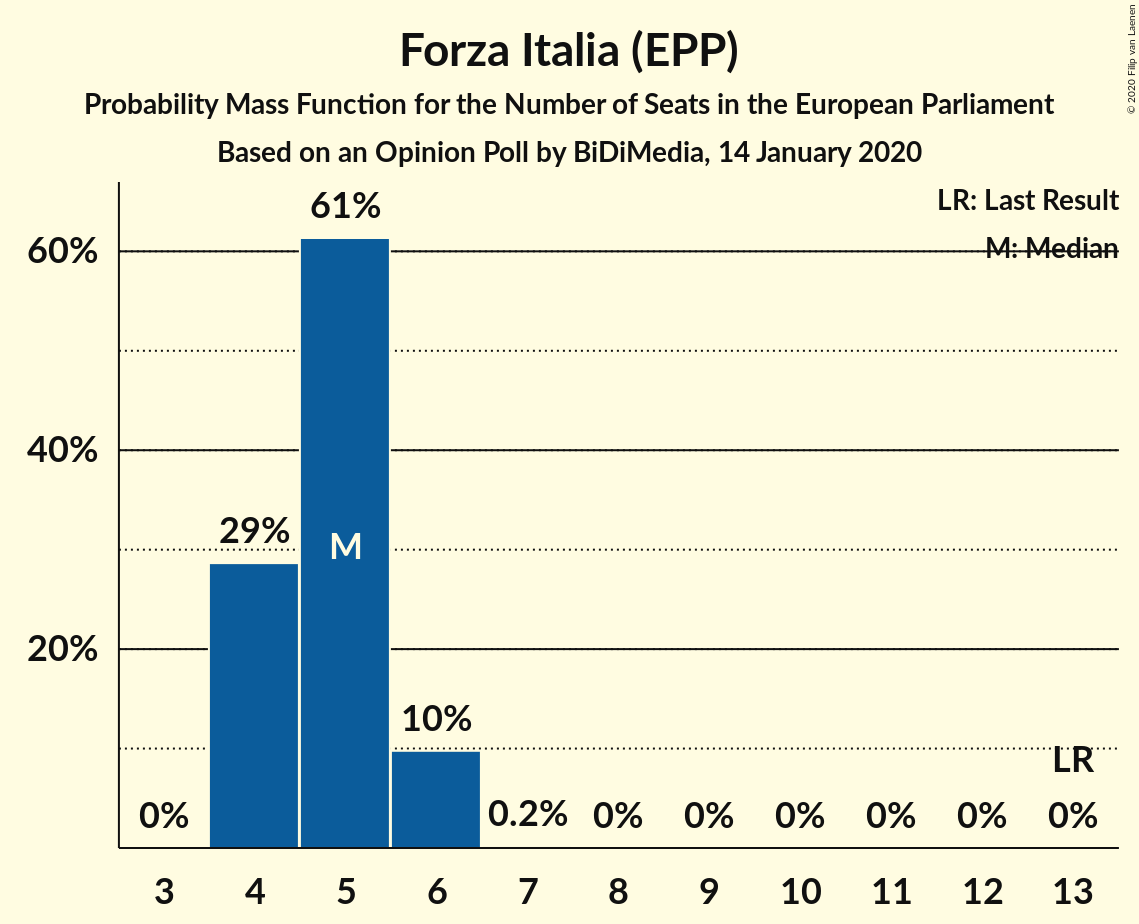 Forza Italia (EPP)
Probability Mass Function for the Number of Seats in the European Parliament
Based on an Opinion Poll by BiDiMedia, 14 January 2020
© 2020 Filip van Laenen
LR: Last Result
M: Median
60%
40%
20%
0%
29%
61%
M
10%
0.2%
0%
0%
0%
0%
0%
LR
0%
3 4 5 6 7 8 9 10 11 12 13